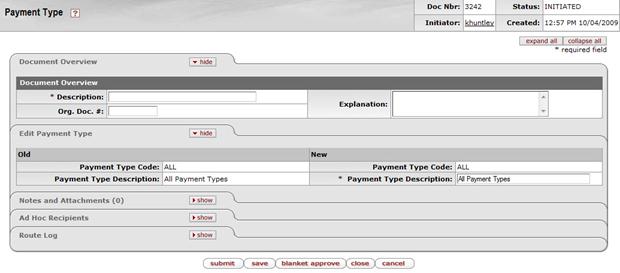 Payment Type ?
Doc Nbr: 3242 Status: INITIATED
Initiator: khuntley Created: 12:57 PM 10/04/2009
expand all collapse all
* required field
Document Overview hide
Document Overview
* Description: Explanation:
Org. Doc. #:
Edit Payment Type hide
Old New
Payment Type Code: ALL Payment Type Code: ALL
Payment Type Description: All Payment Types * Payment Type Description: All Payment Types
Notes and Attachments (0) show
Ad Hoc Recipients show
Route Log show
submit save blanket approve close cancel